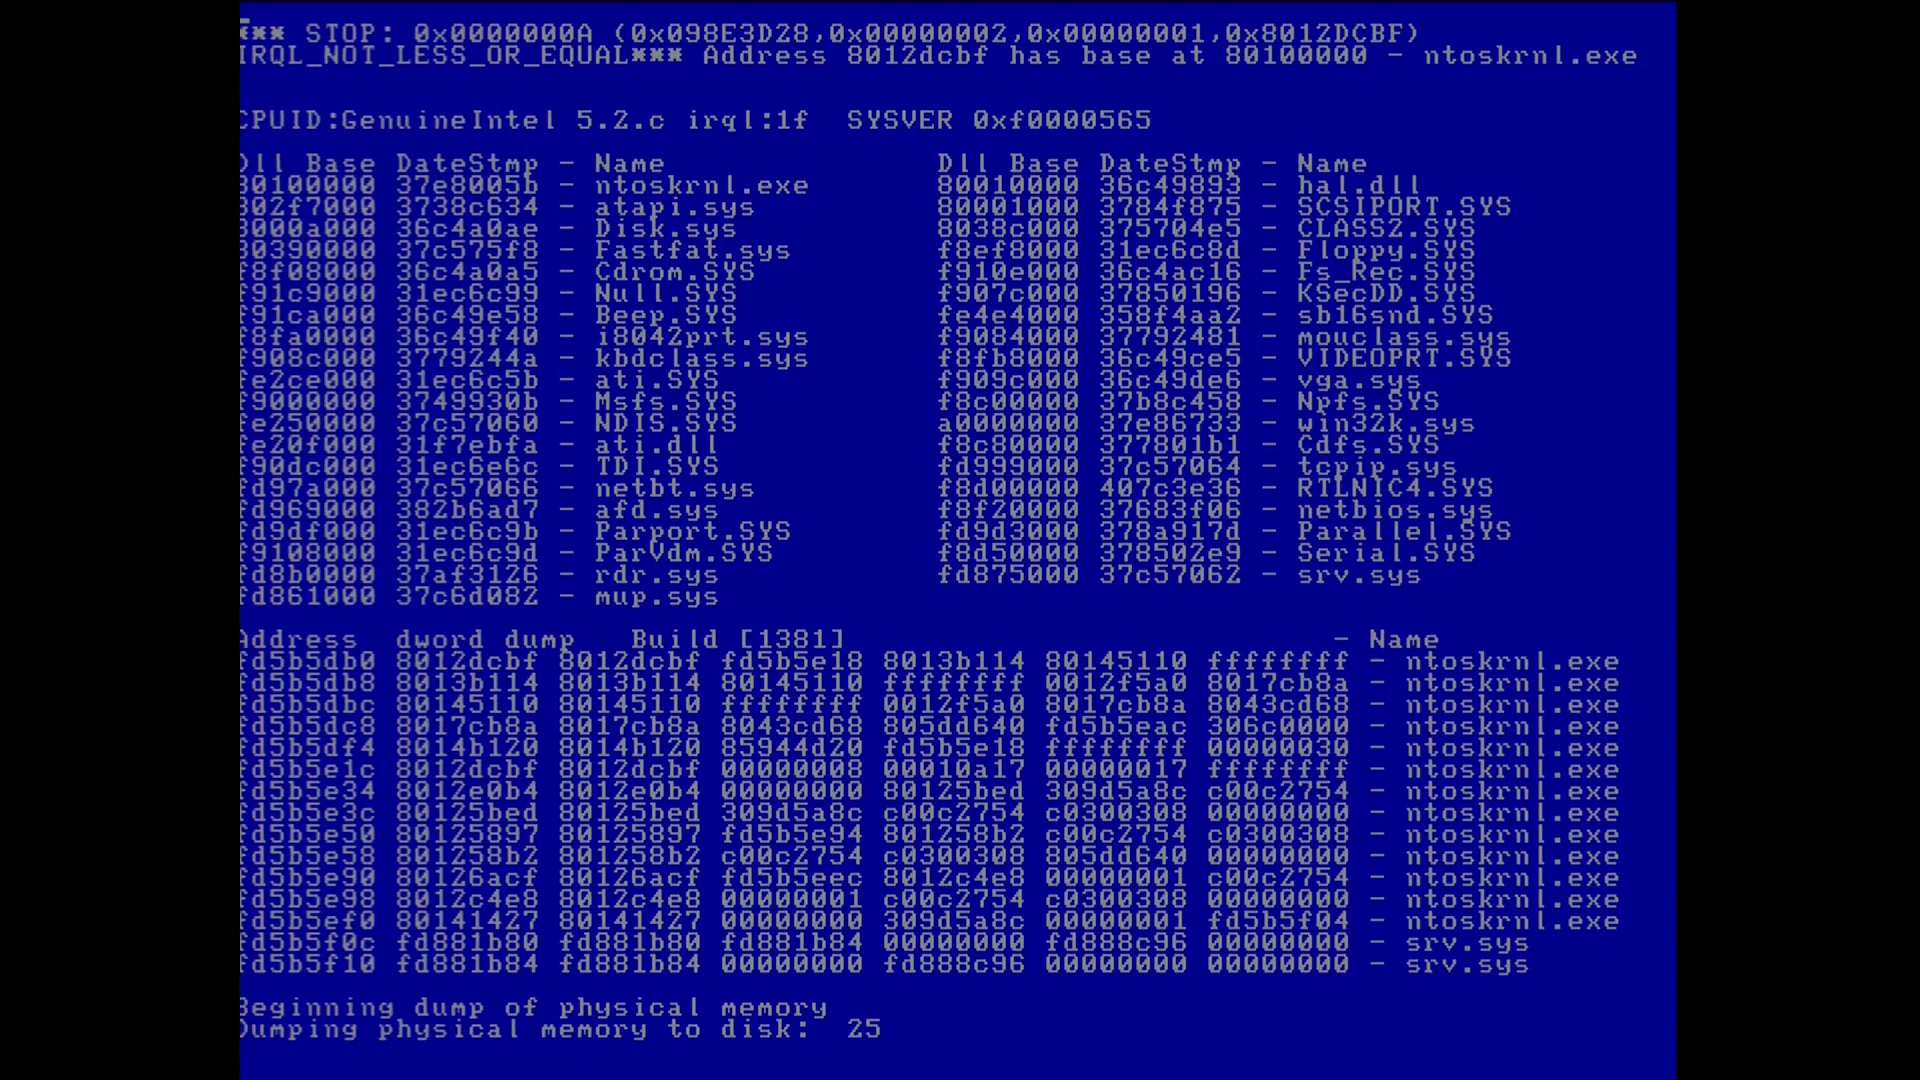 *** STOP: 0x0000000A (0x098E3D28,0x00000002,0x00000001,0x8012DCBF)
IRQL_NOT_LESS_OR_EQUAL*** Address 8012dcbf has base at 80100000 - ntoskrnl.exe
CPUID:GenuineIntel 5.2.c irql:1f  SYSVER 0xf0000565
Dll Base DateStmp - Name Dll Base DateStmp - Name
80100000 37e8005b - ntoskrnl.exe 80010000 36c49893 - hal.dll
802f7000 3738c634 - atapi.sys 80001000 3784f875 - SCSIPORT.SYS
8000a000 36c4a0ae - Disk.sys 8038c000 375704e5 - CLASS2.SYS
80390000 37c575f8 - Fastfat.sys f8ef8000 31ec6c8d - Floppy.SYS
f8f08000 36c4a0a5 - Cdrom.SYS f910e000 36c4ac16 - Fs_Rec.SYS
f91c9000 31ec6c99 - Null.SYS f907c000 37850196 - KSecDD.SYS
f91ca000 36c49e58 - Beep.SYS fe4e4000 358f4aa2 - sb16snd.SYS
f8fa0000 36c49f40 - i8042prt.sys f9084000 37792481 - mouclass.sys
f908c000 3779244a - kbdclass.sys f8fb8000 36c49ce5 - VIDEOPRT.SYS
fe2ce000 31ec6c5b - ati.SYS f909c000 36c49de6 - vga.sys
f9000000 3749930b - Msfs.SYS f8c00000 37b8c458 - Npfs.SYS
fe250000 37c57060 - NDIS.SYS a0000000 37e86733 - win32k.sys
fe20f000 31f7ebfa - ati.dll f8c80000 377801b1 - Cdfs.SYS
f90dc000 31ec6e6c - TDI.SYS fd999000 37c57064 - tcpip.sys
fd97a000 37c57066 - netbt.sys f8d00000 407c3e36 - RTLNIC4.SYS
fd969000 382b6ad7 - afd.sys f8f20000 37683f06 - netbios.sys
fd9df000 31ec6c9b - Parport.SYS fd9d3000 378a917d - Parallel.SYS
f9108000 31ec6c9d - ParVdm.SYS f8d50000 378502e9 - Serial.SYS
fd8b0000 37af3126 - rdr.sys fd875000 37c57062 - srv.sys
fd861000 37c6d082 - mup.sys
Address  dword dump   Build [1381] - Name
fd5b5db0 8012dcbf 8012dcbf fd5b5e18 8013b114 80145110 ffffffff - ntoskrnl.exe
fd5b5db8 8013b114 8013b114 80145110 ffffffff 0012f5a0 8017cb8a - ntoskrnl.exe
fd5b5dbc 80145110 80145110 ffffffff 0012f5a0 8017cb8a 8043cd68 - ntoskrnl.exe
fd5b5dc8 8017cb8a 8017cb8a 8043cd68 805dd640 fd5b5eac 306c0000 - ntoskrnl.exe
fd5b5df4 8014b120 8014b120 85944d20 fd5b5e18 ffffffff 00000030 - ntoskrnl.exe
fd5b5e1c 8012dcbf 8012dcbf 00000008 00010a17 00000017 ffffffff - ntoskrnl.exe
fd5b5e34 8012e0b4 8012e0b4 00000000 80125bed 309d5a8c c00c2754 - ntoskrnl.exe
fd5b5e3c 80125bed 80125bed 309d5a8c c00c2754 c0300308 00000000 - ntoskrnl.exe
fd5b5e50 80125897 80125897 fd5b5e94 801258b2 c00c2754 c0300308 - ntoskrnl.exe
fd5b5e58 801258b2 801258b2 c00c2754 c0300308 805dd640 00000000 - ntoskrnl.exe
fd5b5e90 80126acf 80126acf fd5b5eec 8012c4e8 00000001 c00c2754 - ntoskrnl.exe
fd5b5e98 8012c4e8 8012c4e8 00000001 c00c2754 c0300308 00000000 - ntoskrnl.exe
fd5b5ef0 80141427 80141427 00000000 309d5a8c 00000001 fd5b5f04 - ntoskrnl.exe
fd5b5f0c fd881b80 fd881b80 fd881b84 00000000 fd888c96 00000000 - srv.sys
fd5b5f10 fd881b84 fd881b84 00000000 fd888c96 00000000 00000000 - srv.sys
Beginning dump of physical memory
Dumping physical memory to disk:  25